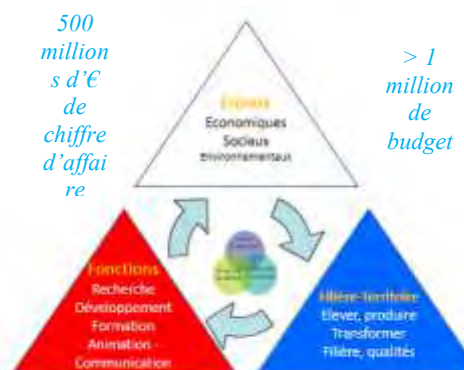 500
million
s d'€
de
chiffre
d'affai
re
> 1
million
de
budget
Enjeux
Economiques
Sociaux
Environnementaux
Fonctions
Recherche
Développement
Formation
Animation -
Communication
Filière-territoire
Elever, produire
Transformer
Filière, qualités